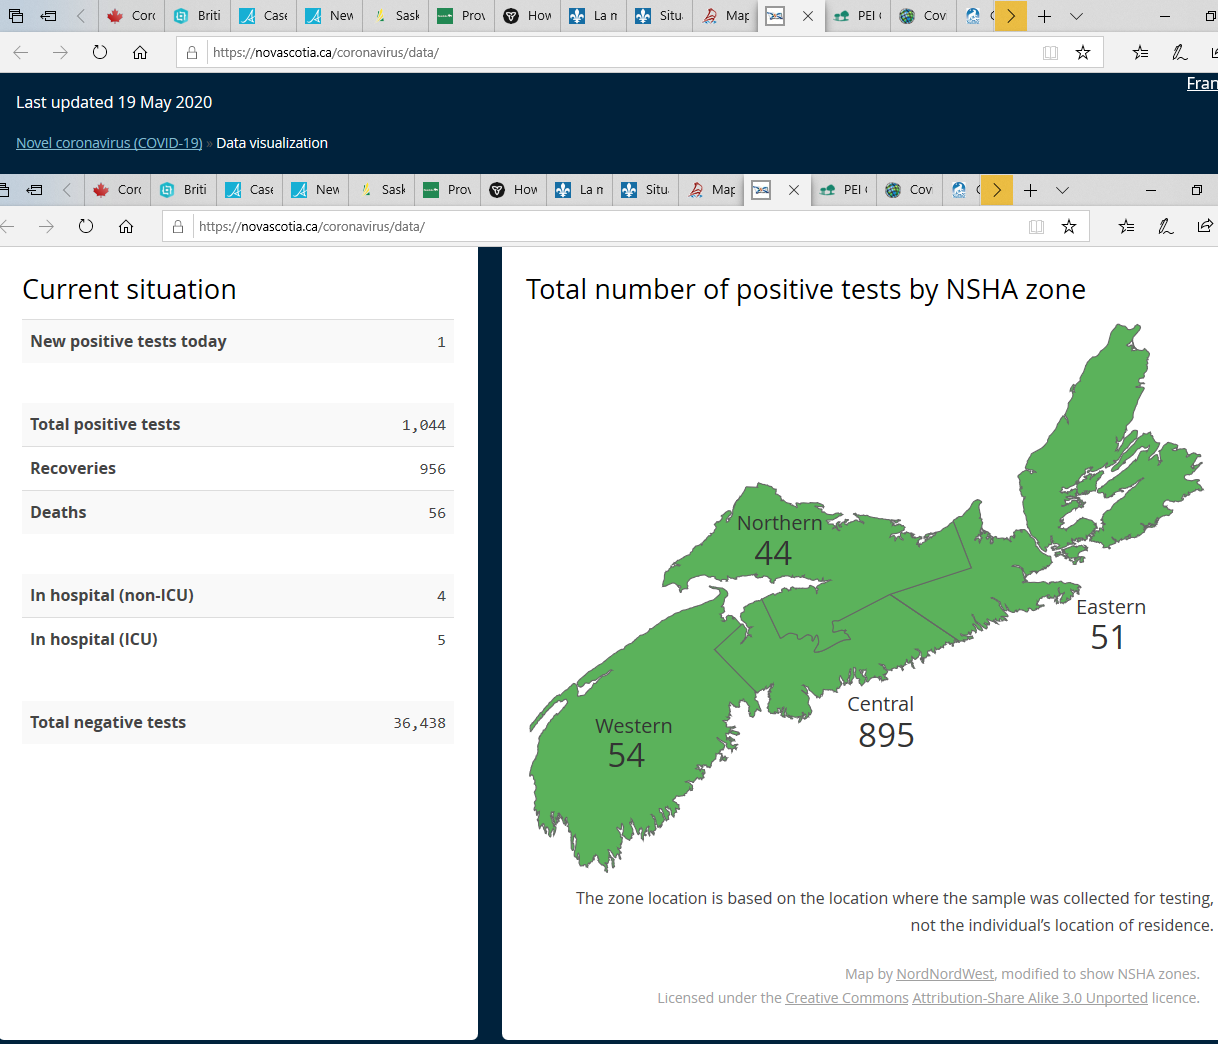 Corc
Briti
Case
New
Sask
Prov
How
La m
Situ
Map
PEI
Cov
https://novascotia.ca/coronavirus/data/
Fran
Last updated 19 May 2020
Novel coronavirus (COVID-19) » Data visualization
Corc
Briti
Case
New
Sask
Prov
How
La m
Situ
Map
PEI
Cov
https://novascotia.ca/coronavirus/data/
Current situation
New positive tests today 1
Total positive tests 1,044
Recoveries 956
Deaths 56
In hospital (non-ICU) 4
In hospital (ICU) 5
Total negative tests 36,438
Total number of positive tests by NSHA zone
Northern
44
Eastern
51
Central
895
Western
54
The zone location is based on the location where the sample was collected for testing,
not the individual’s location of residence.
Map by NordNordWest, modified to show NSHA zones.
Licensed under the Creative Commons Attribution-Share Alike 3.0 Unported licence.